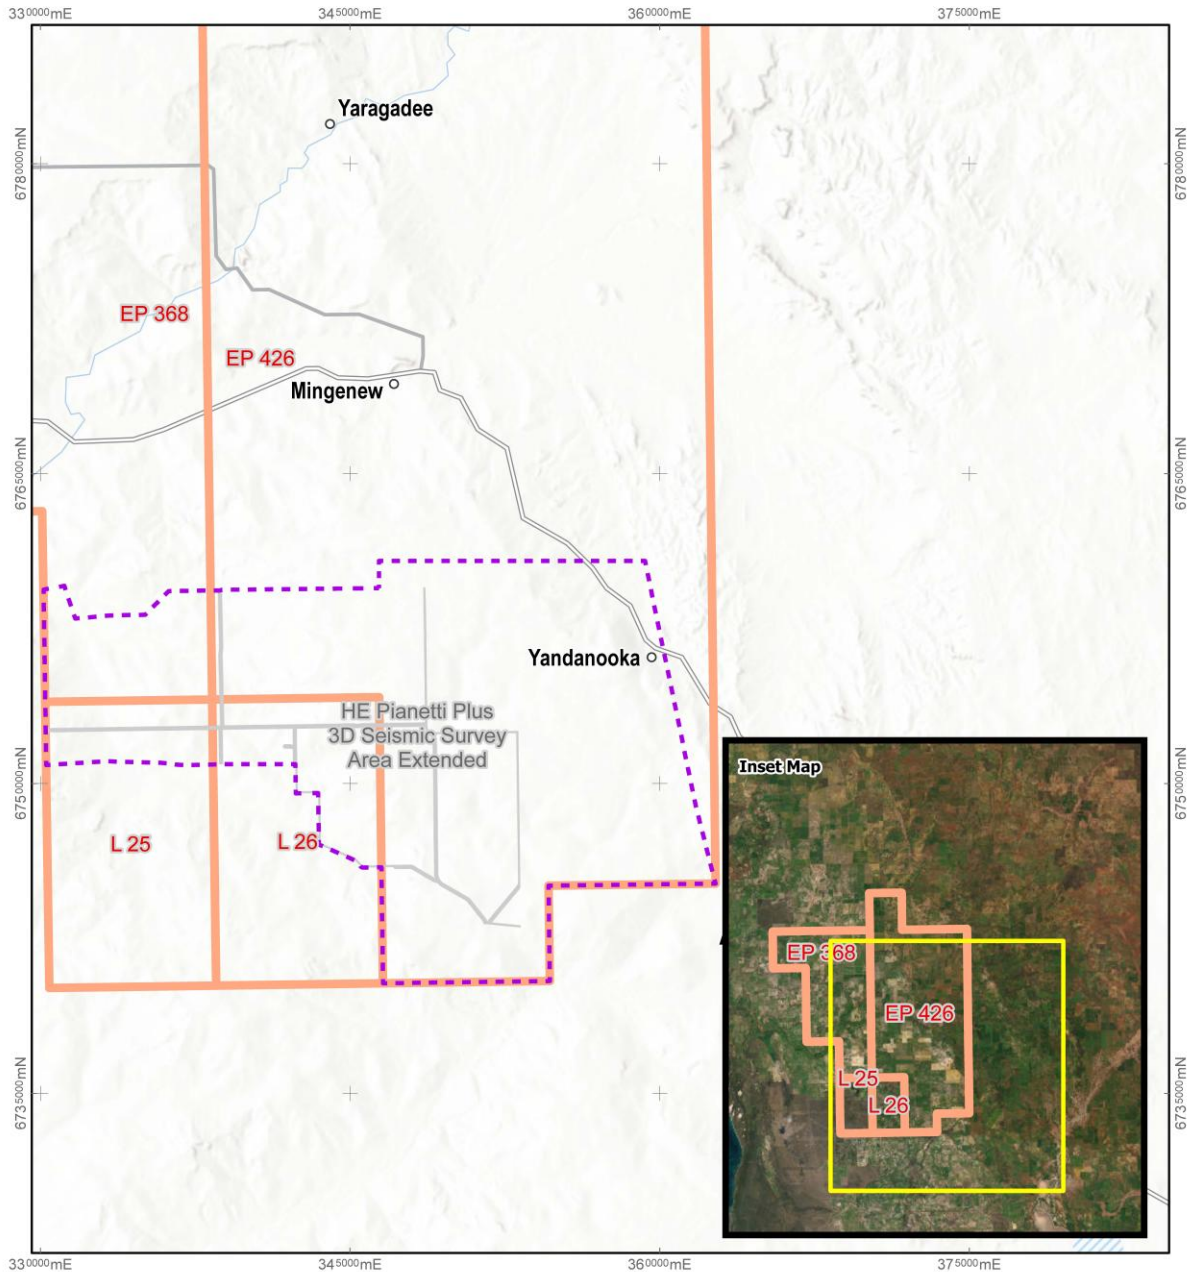 330000mE 345000mE 360000mE 375000mE
Yaragadee
6780000mN 6780000mN
EP 368
EP 426
Mingenew
6765000mN 6765000mN
Yandanooka
HE Pianetti Plus
3D Seismic Survey
Area Extended
6750000mN 6750000mN
Inset Map
L 25 L 26
EP 368
EP 426
L 25
L 26
6735000mN 6735000mN
330000mE 345000mE 360000mE 375000mE